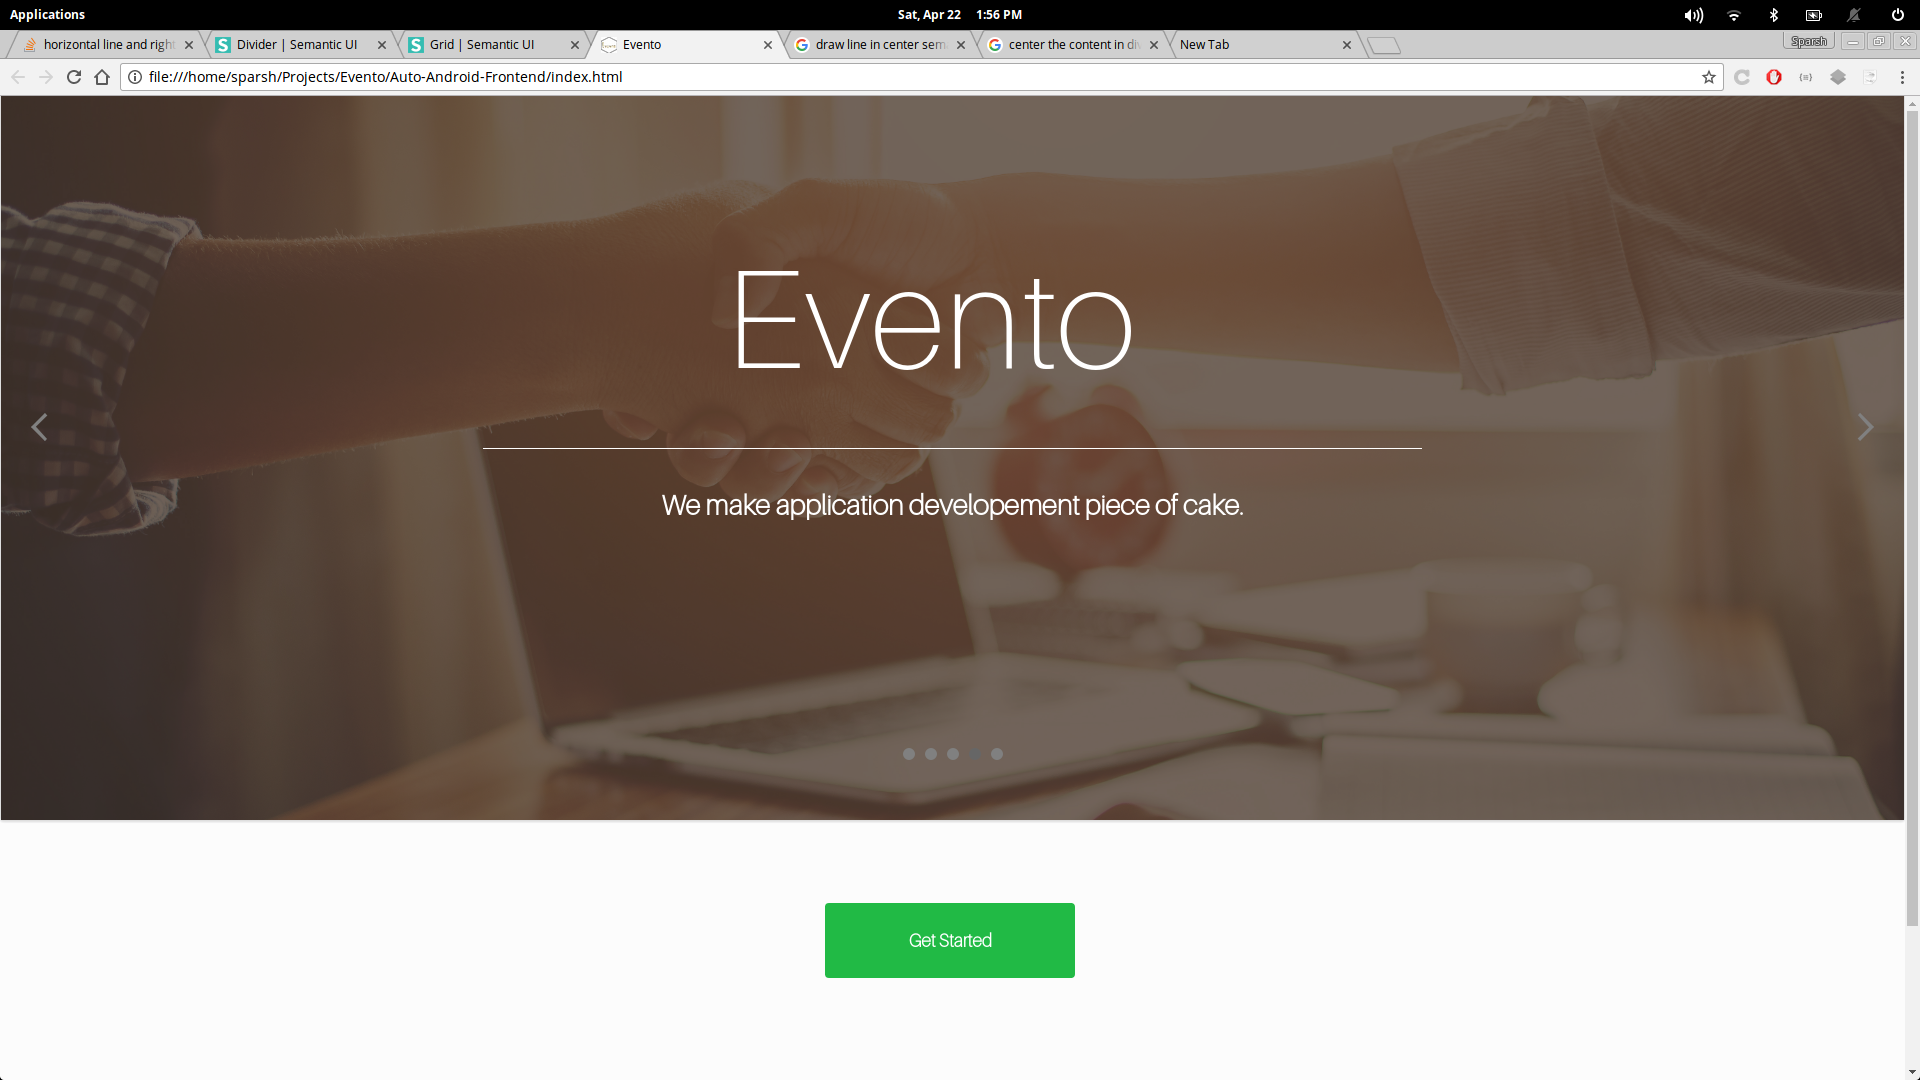 Applications
Sat, Apr 22 1:56 PM
horizontal line and right
Divider | Semantic UI
Grid | Semantic UI
Evento
draw line in center sem
center the content in di
New Tab
Sparsh
file:///home/sparsh/Projects/Evento/Auto-Android-Frontend/index.html
Evento
We make application developement piece of cake.
Get Started